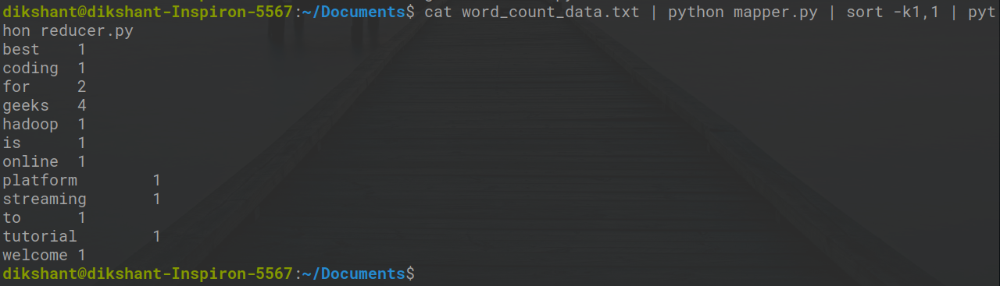 dikshant@dikshant-Inspiron-5567:~/Documents$ cat word_count_data.txt | python mapper.py | sort -k1,1 | pyt
hon reducer.py
best	1
coding	1
for	2
geeks	4
hadoop	1
is	1
online	1
platform	1
streaming	1
to	1
tutorial	1
welcome	1
dikshant@dikshant-Inspiron-5567:~/Documents$